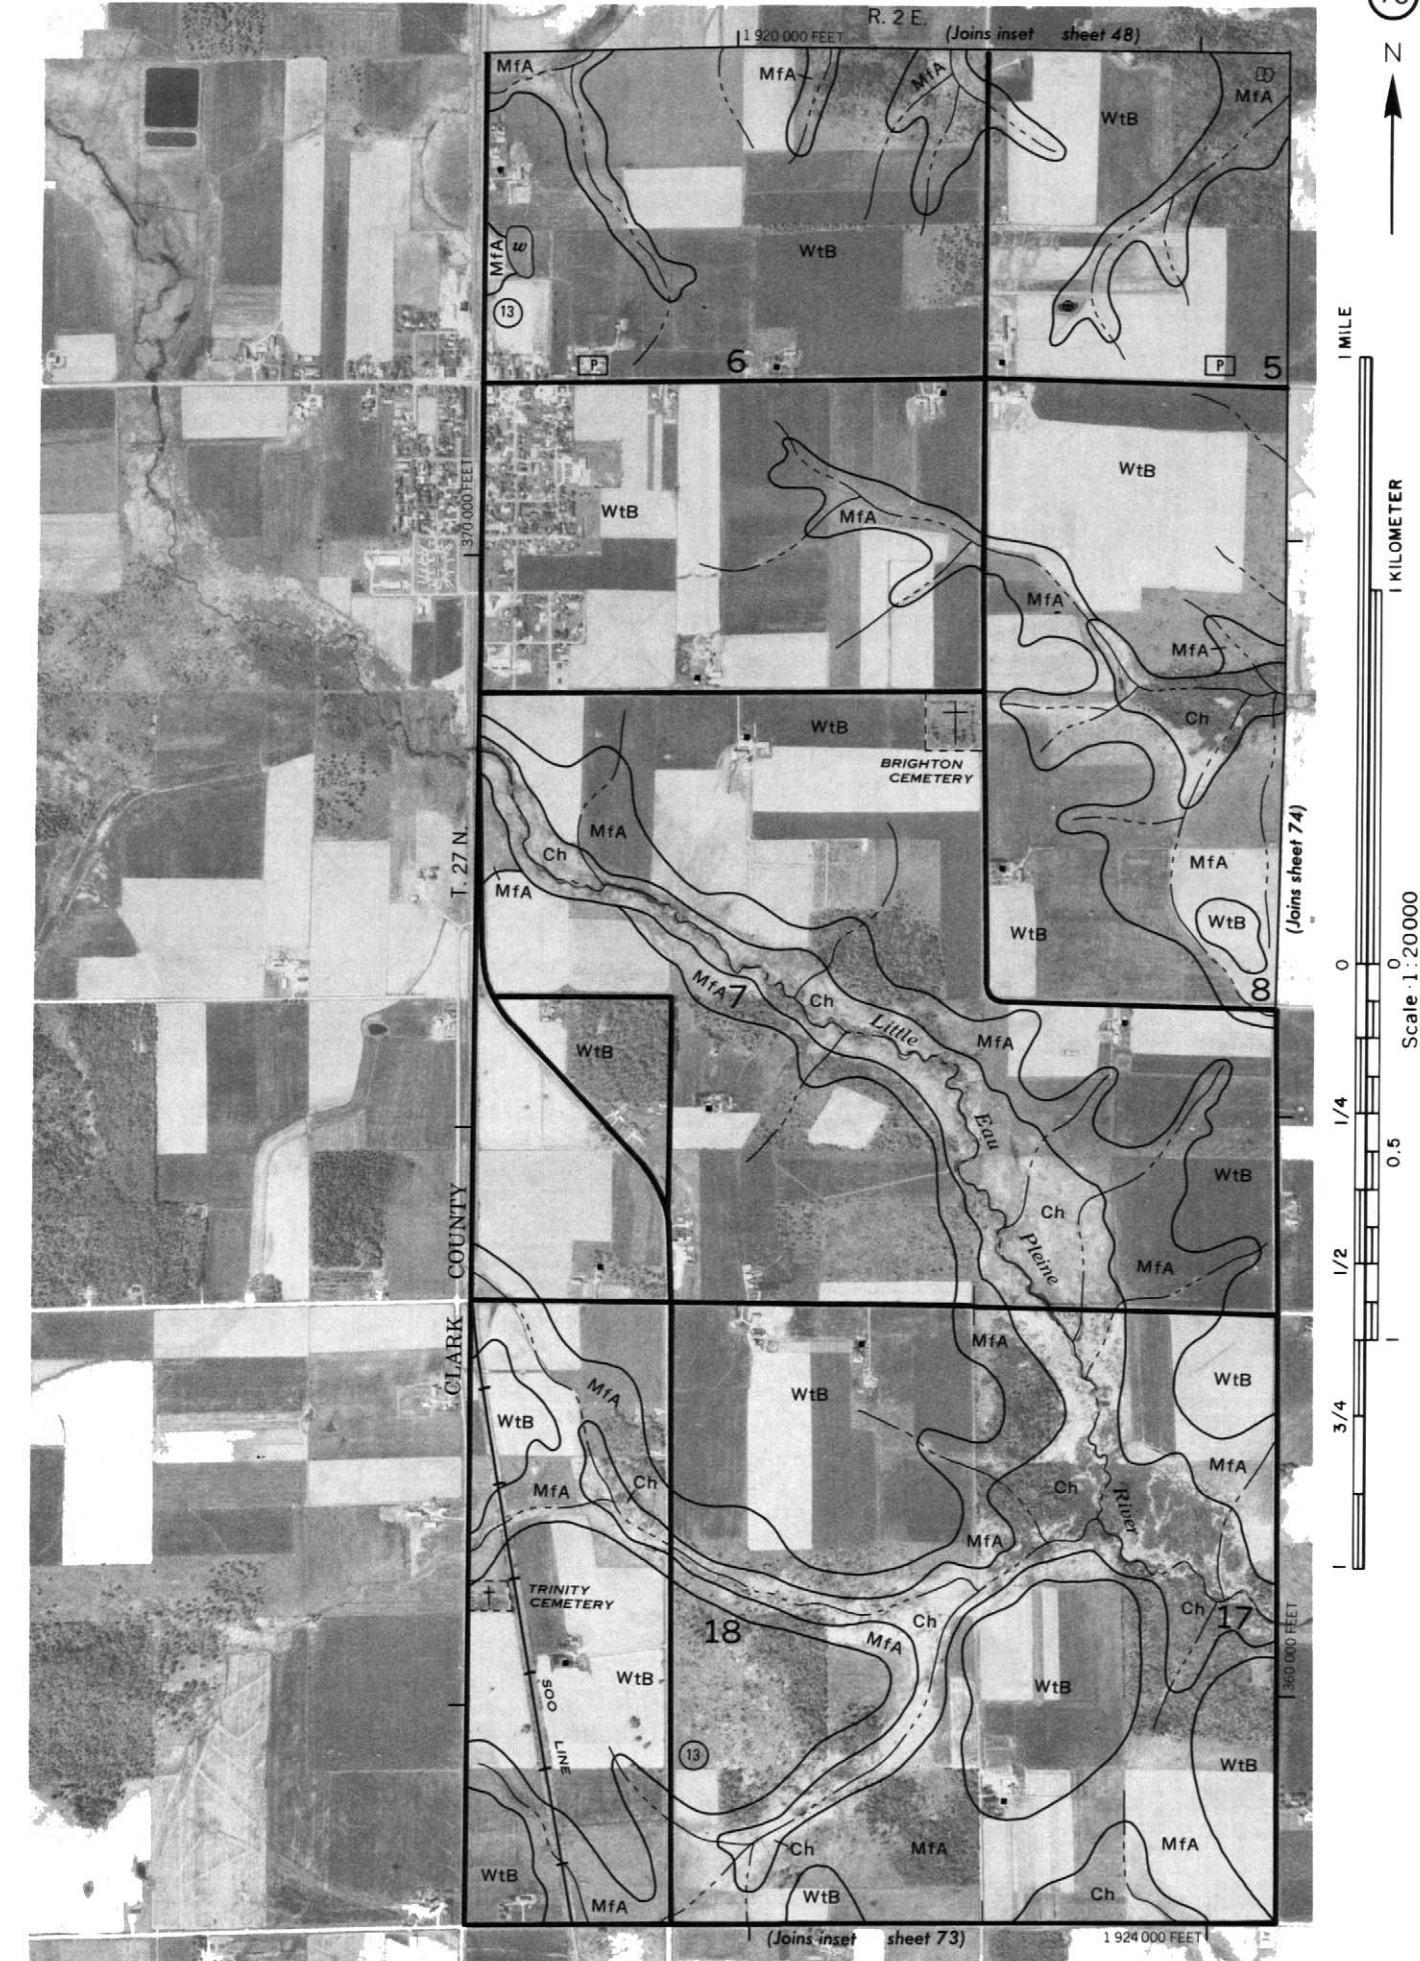 R. 2 E.
1 920 000 FEET
(Joins inset sheet 48)
N
MfA
MfA
MfA
WtB
MfA
MfA
w
WtB
13
P
6
P
5
1 MILE
WtB
370 000 FEET
WtB
MfA
1 KILOMETER
MfA
MfA
Ch
WtB
BRIGHTON
CEMETERY
MfA
Ch
T. 27 N.
MfA
MfA
WtB
WtB
(Joins sheet 74)
MfA
7
Ch
Little
MfA
8
0
0
Scale 1:20000
WtB
Eau
1/4
0.5
Ch
WtB
Pleine
MfA
CLARK COUNTY
1/2
1
MfA
MfA
WtB
WtB
WtB
3/4
MfA
MfA
Ch
Ch
River
MfA
1
TRINITY
CEMETERY
18
MfA
Ch
Ch
17
360 000 FEET
WtB
SOO LINE
WtB
13
WtB
Ch
MfA
MfA
WtB
MfA
WtB
Ch
(Joins inset sheet 73)
1 924 000 FEET